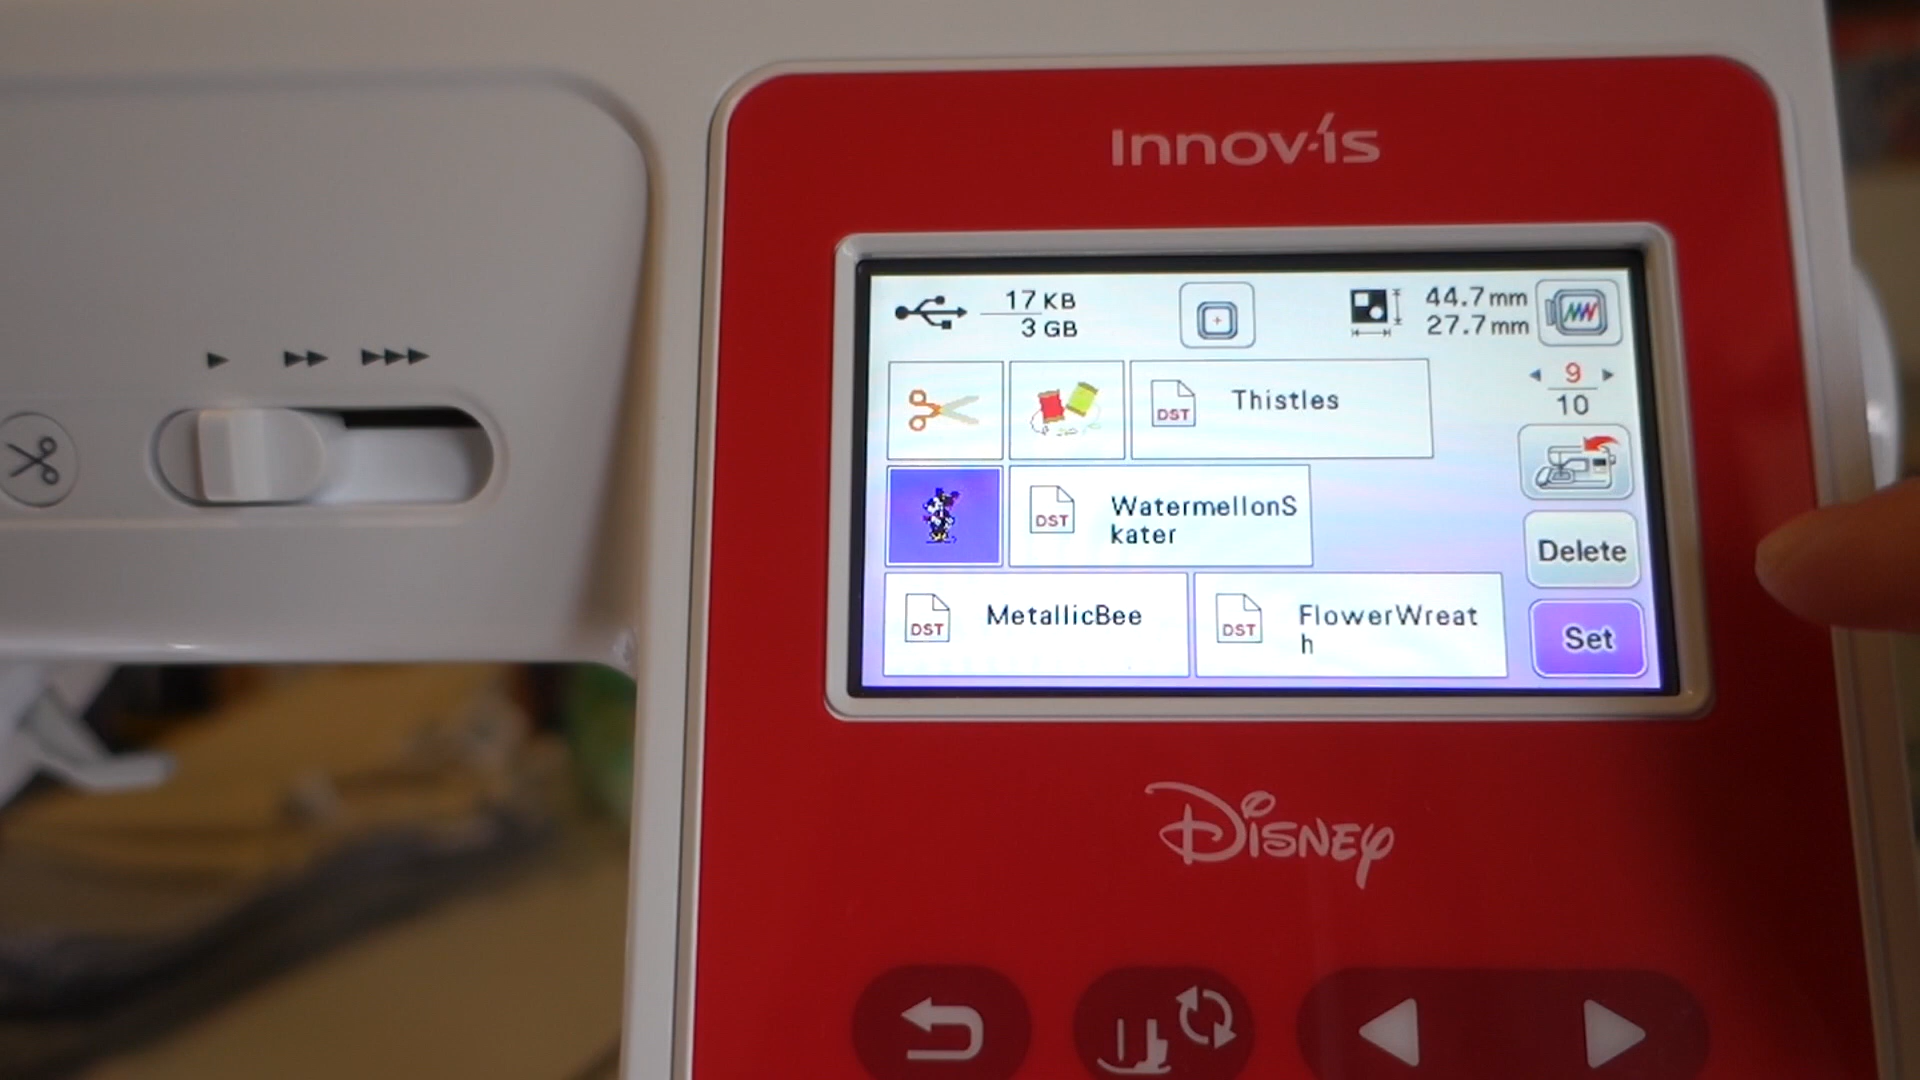 Innov-ís
17 KB
3 GB
44.7 mm
27.7 mm
9
10
DST
Thistles
DST
WatermellonS
kater
Delete
DST
MetallicBee
DST
FlowerWreat
h
Set
Disney